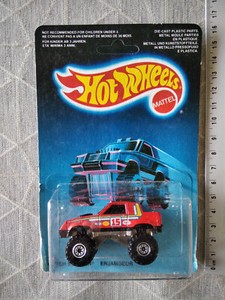 NOT RECOMMENDED FOR CHILDREN UNDER 3.
NE CONVIENT PAS A UN ENFANT DE MOINS DE 36 MOIS.
FÜR KINDER AB 3 JAHREN.
ETA' MINIMA 3 ANNI.
DIE-CAST PLASTIC PARTS.
METAL MOULE PARTIES
EN PLASTIQUE
METALL UND KUNSTSTOFFTEILE.
IN METALLO PRESSOFUSO
E PLASTICA.
HOT WHEELS
MATTEL
15